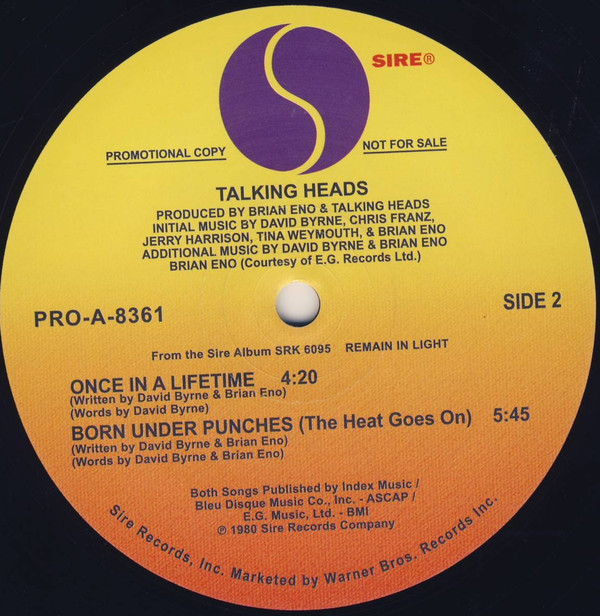 SIRE®
PROMOTIONAL COPY
NOT FOR SALE
TALKING HEADS
PRODUCED BY BRIAN ENO & TALKING HEADS
INITIAL MUSIC BY DAVID BYRNE, CHRIS FRANZ,
JERRY HARRISON, TINA WEYMOUTH, & BRIAN ENO
ADDITIONAL MUSIC BY DAVID BYRNE & BRIAN ENO
BRIAN ENO (Courtesy of E.G. Records Ltd.)
PRO-A-8361
SIDE 2
From the Sire Album SRK 6095 REMAIN IN LIGHT
ONCE IN A LIFETIME 4:20
(Written by David Byrne & Brian Eno)
(Words by David Byrne)
BORN UNDER PUNCHES (The Heat Goes On) 5:45
(Written by David Byrne & Brian Eno)
(Words by David Byrne & Brian Eno)
Both Songs Published by Index Music /
Bleu Disque Music Co., Inc. - ASCAP /
E.G. Music, Ltd. - BMI
℗ 1980 Sire Records Company
Sire Records, Inc. Marketed by Warner Bros. Records Inc.